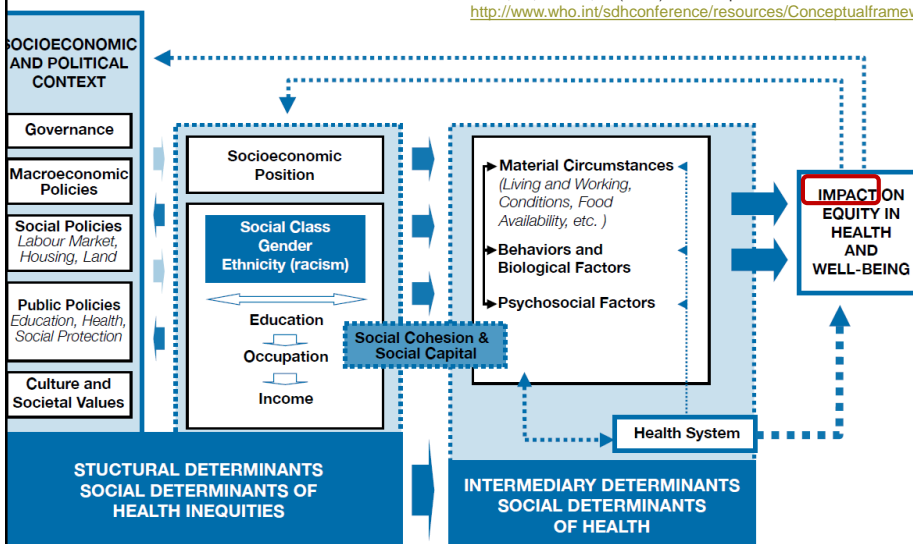 http://www.who.int/sdhconference/resources/Conceptualframew
SOCIOECONOMIC
AND POLITICAL
CONTEXT
Governance
Macroeconomic
Policies
Social Policies
Labour Market,
Housing, Land
Public Policies
Education, Health,
Social Protection
Culture and
Societal Values
Socioeconomic
Position
Social Class
Gender
Ethnicity (racism)
Education
Occupation
Income
Social Cohesion &
Social Capital
Material Circumstances
(Living and Working,
Conditions, Food
Availability, etc. )
Behaviors and
Biological Factors
Psychosocial Factors
Health System
IMPACT ON
EQUITY IN
HEALTH
AND
WELL-BEING
STUCTURAL DETERMINANTS
SOCIAL DETERMINANTS OF
HEALTH INEQUITIES
INTERMEDIARY DETERMINANTS
SOCIAL DETERMINANTS
OF HEALTH